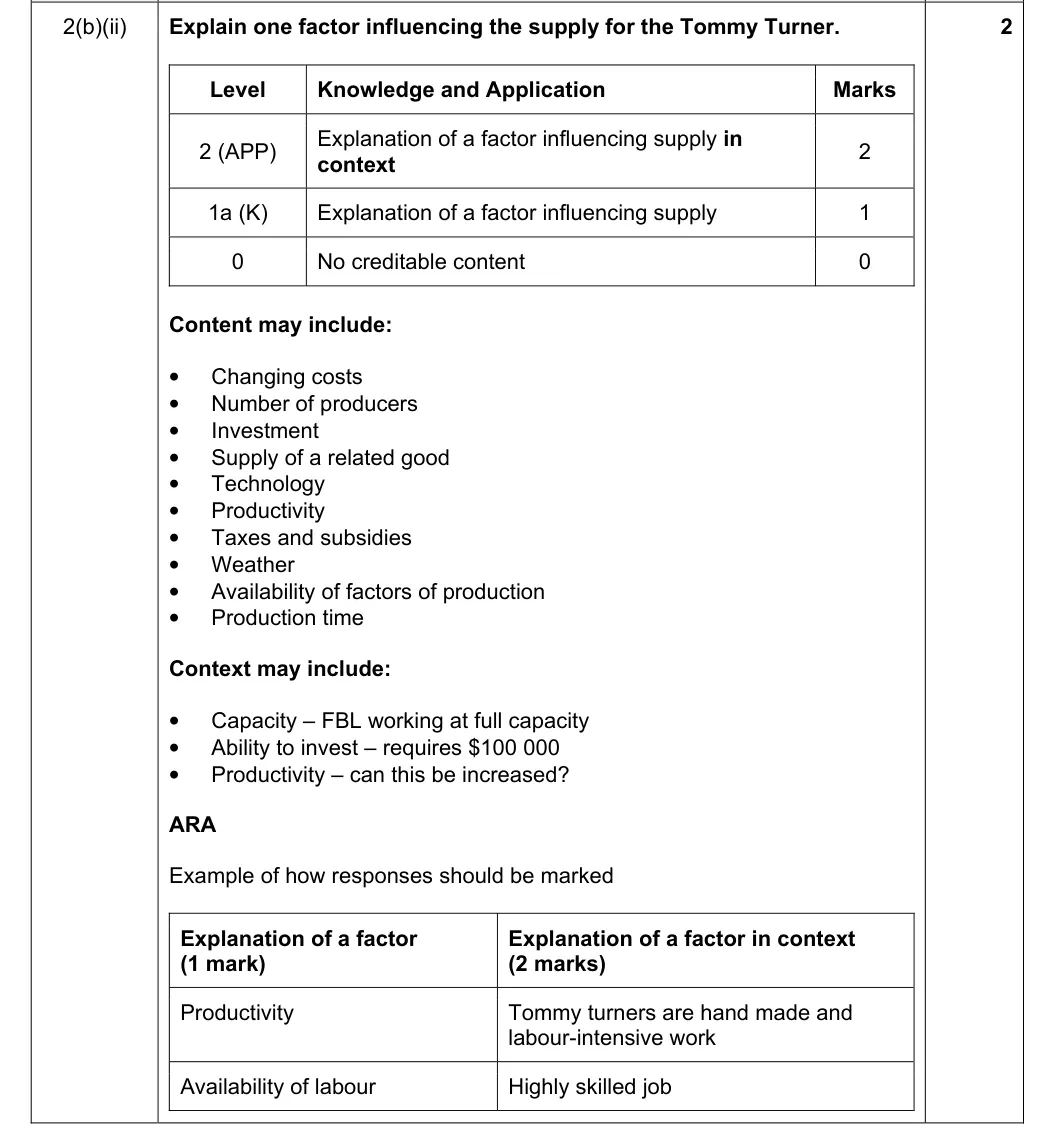 2(b)(ii)
Explain one factor influencing the supply for the Tommy Turner.
2
Level
Knowledge and Application
Marks
2 (APP)
Explanation of a factor influencing supply in
context
2
1a (K)
Explanation of a factor influencing supply
1
0
No creditable content
0
Content may include:
• Changing costs
• Number of producers
• Investment
• Supply of a related good
• Technology
• Productivity
• Taxes and subsidies
• Weather
• Availability of factors of production
• Production time
Context may include:
• Capacity – FBL working at full capacity
• Ability to invest – requires $100 000
• Productivity – can this be increased?
ARA
Example of how responses should be marked
Explanation of a factor
(1 mark)
Explanation of a factor in context
(2 marks)
Productivity
Tommy turners are hand made and
labour-intensive work
Availability of labour
Highly skilled job